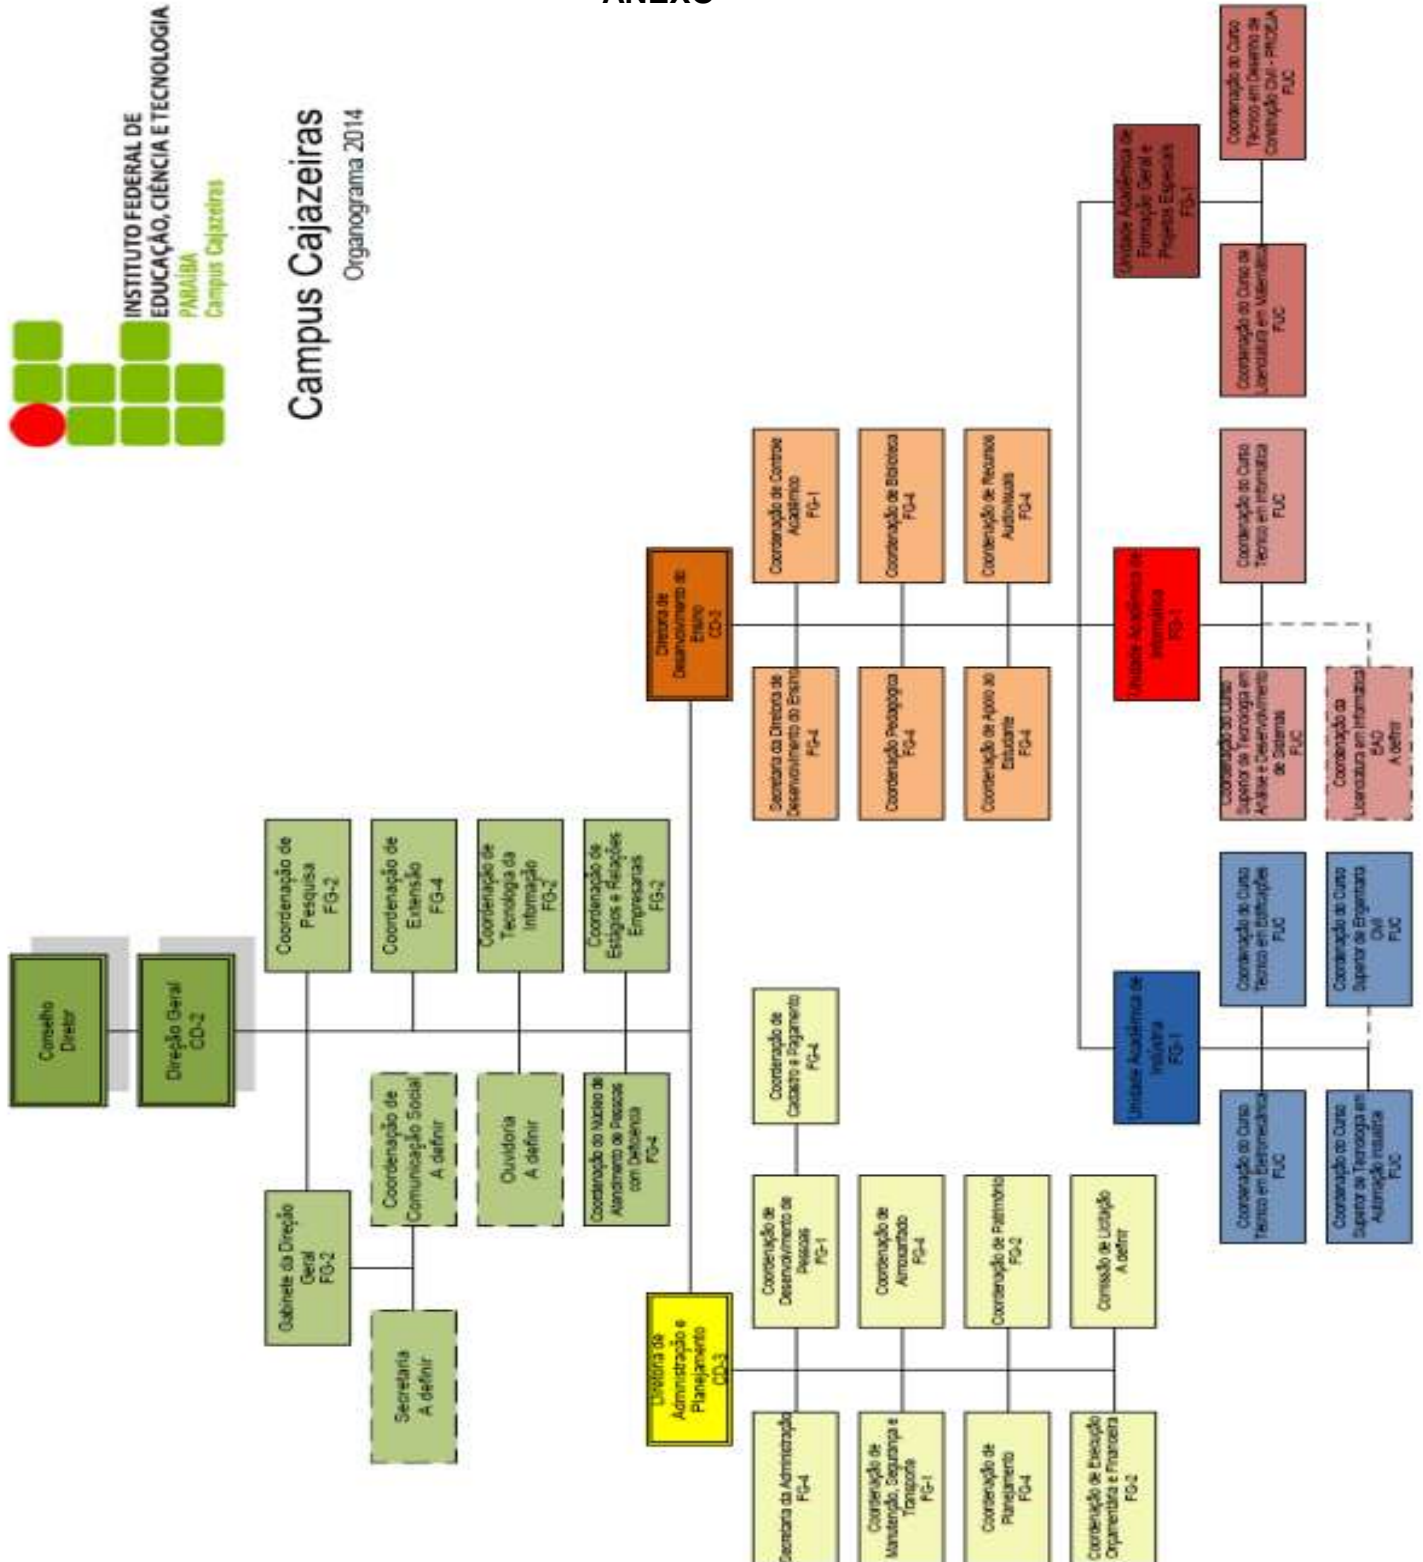 ANEXO
INSTITUTO FEDERAL DE
EDUCAÇÃO, CIÊNCIA E TECNOLOGIA
PARAÍBA
Campus Cajazeiras
Campus Cajazeiras
Organograma 2014
Conselho
Diretor
Direção Geral
CD-2
Gabinete da Direção
Geral
FG-2
Coordenação de
Pesquisa
FG-2
Secretaria
A definir
Coordenação de
Comunicação Social
A definir
Coordenação de
Extensão
FG-4
Ouvidoria
A definir
Coordenação de
Tecnologia da
Informação
FG-2
Coordenação do Núcleo de
Atendimento de Pessoas
com Deficiência
FG-4
Coordenação de
Estágios e Relações
Empresariais
FG-2
Diretoria de
Administração e
Planejamento
CD-3
Diretoria de
Desenvolvimento do
Ensino
CD-3
Secretaria da Administração
FG-4
Coordenação de
Desenvolvimento de
Pessoas
FG-1
Coordenação de
Cadastro e Pagamento
FG-4
Coordenação de
Manutenção, Segurança e
Transporte
FG-1
Coordenação de
Almoxarifado
FG-4
Coordenação de
Planejamento
FG-4
Coordenação de Patrimônio
FG-2
Coordenação de Execução
Orçamentária e Financeira
FG-2
Comissão de Licitação
A definir
Secretaria da Diretoria de
Desenvolvimento do Ensino
FG-4
Coordenação de Controle
Acadêmico
FG-1
Coordenação Pedagógica
FG-4
Coordenação de Biblioteca
FG-4
Coordenação de Apoio ao
Estudante
FG-4
Coordenação de Recursos
Audiovisuais
FG-4
Unidade Acadêmica de
Indústria
FG-1
Unidade Acadêmica de
Informática
FG-1
Unidade Acadêmica de
Formação Geral e
Projetos Especiais
FG-1
Coordenação do Curso
Técnico em Eletromecânica
FUC
Coordenação do Curso
Técnico em Edificações
FUC
Coordenação do Curso
Superior de Tecnologia em
Automação Industrial
FUC
Coordenação do Curso
Superior de Engenharia
Civil
FUC
Coordenação do Curso
Superior de Tecnologia em
Análise e Desenvolvimento
de Sistemas
FUC
Coordenação do Curso
Técnico em Informática
FUC
Coordenação da
Licenciatura em Informática
EAD
A definir
Coordenação do Curso de
Licenciatura em Matemática
FUC
Coordenação do Curso
Técnico em Desenho de
Construção Civil - PROEJA
FUC